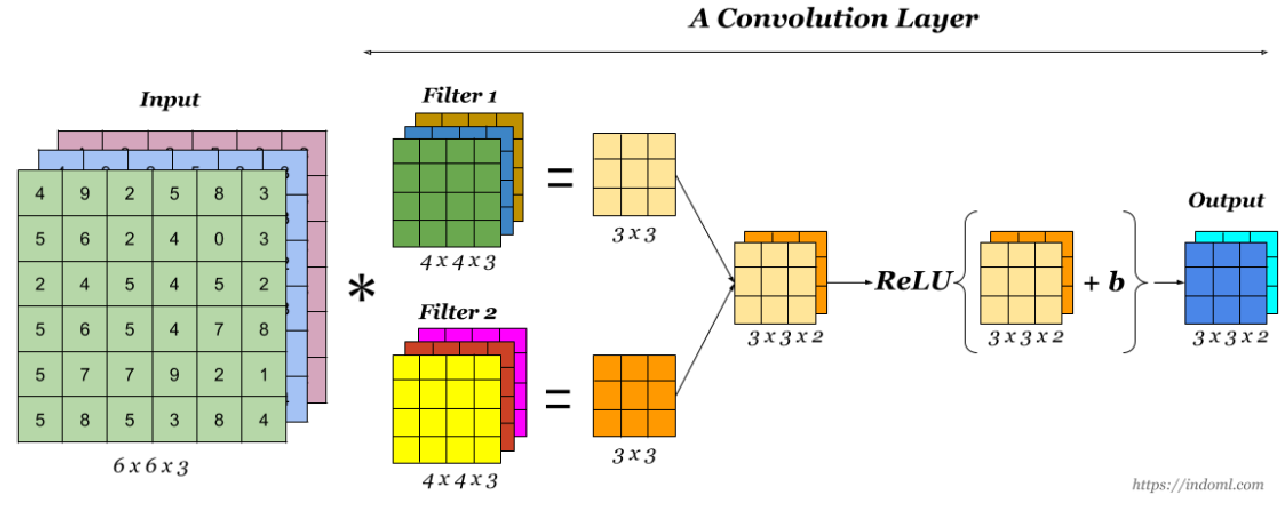 A Convolution Layer
Input
Filter 1
Filter 2
Output
4 9 2 5 8 3
5 6 2 4 0 3
2 4 5 4 5 2
5 6 5 4 7 8
5 7 7 9 2 1
5 8 5 3 8 4
6 x 6 x 3
*
4 x 4 x 3
=
3 x 3
4 x 4 x 3
=
3 x 3
3 x 3 x 2
ReLU { + b }
3 x 3 x 2
3 x 3 x 2
https://indoml.com